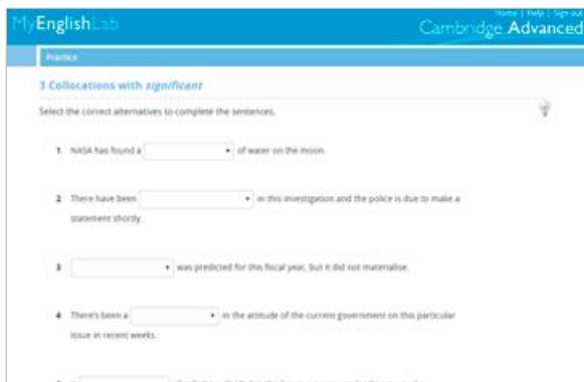 Home | Help | Sign out
MyEnglishLab
Cambridge Advanced
Practice
3 Collocations with significant
Select the correct alternatives to complete the sentences.
1 NASA has found a of water on the moon.
2 There have been in this investigation and the police is due to make a
statement shortly.
3 was predicted for this fiscal year, but it did not materialise.
4 There's been a in the attitude of the current government on this particular
issue in recent weeks.